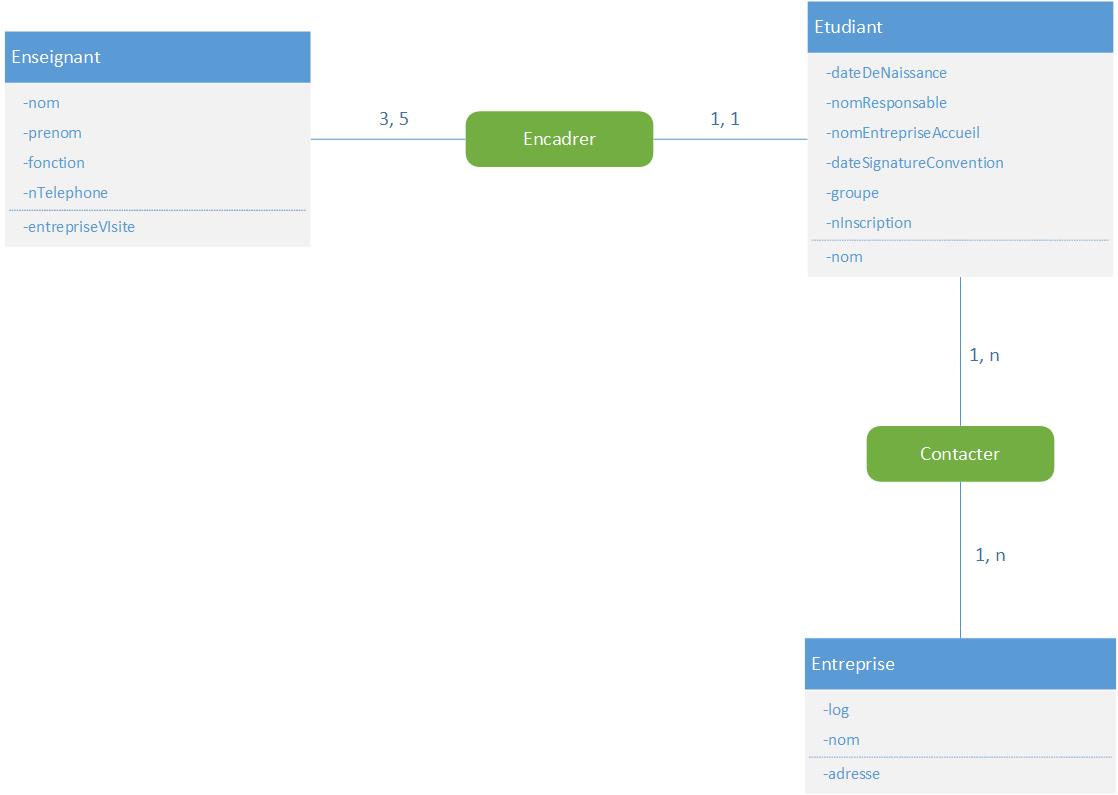 Enseignant
-nom
-prenom
-fonction
-nTelephone
-entrepriseVIsite
3, 5
Encadrer
1, 1
Etudiant
-dateDeNaissance
-nomResponsable
-nomEntrepriseAccueil
-dateSignatureConvention
-groupe
-nInscription
-nom
1, n
Contacter
1, n
Entreprise
-log
-nom
-adresse